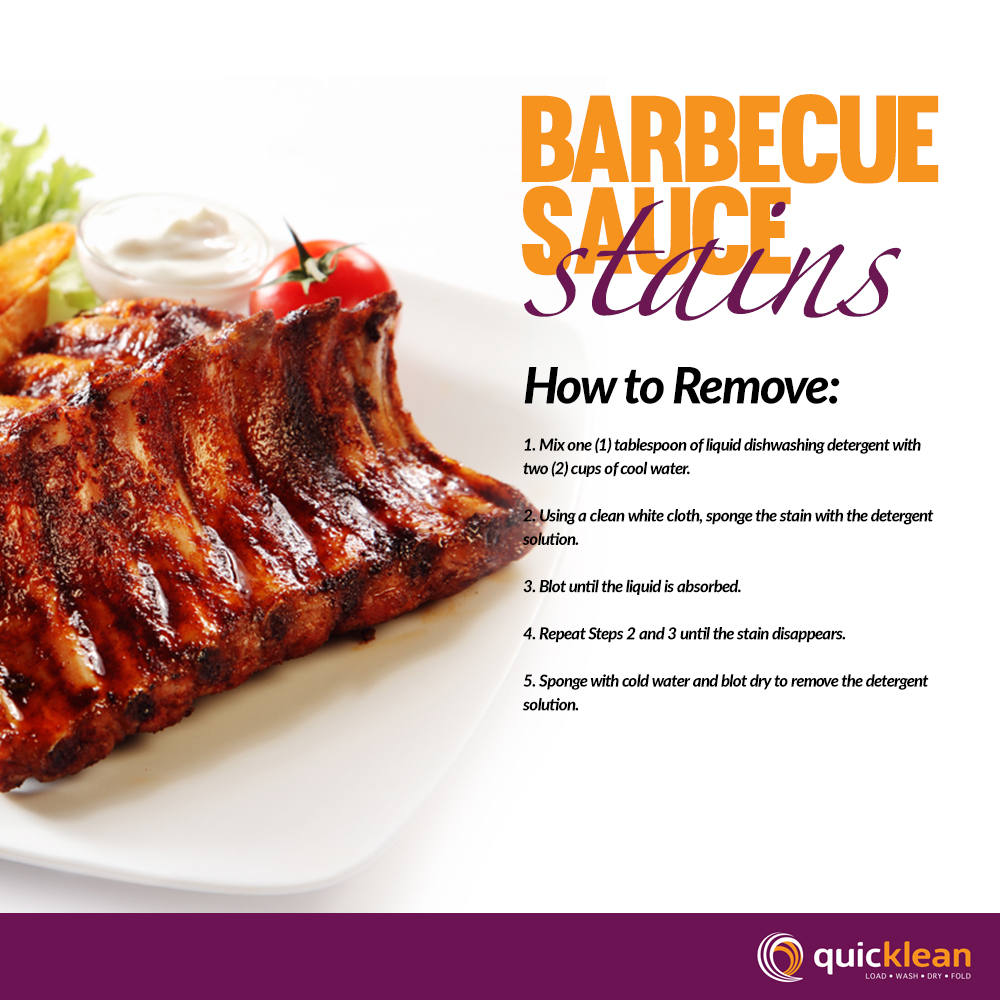 BARBECUE
SAUCE
stains
How to Remove:
1. Mix one (1) tablespoon of liquid dishwashing detergent with
two (2) cups of cool water.
2. Using a clean white cloth, sponge the stain with the detergent
solution.
3. Blot until the liquid is absorbed.
4. Repeat Steps 2 and 3 until the stain disappears.
5. Sponge with cold water and blot dry to remove the detergent
solution.
quicklean
LOAD • WASH • DRY • FOLD